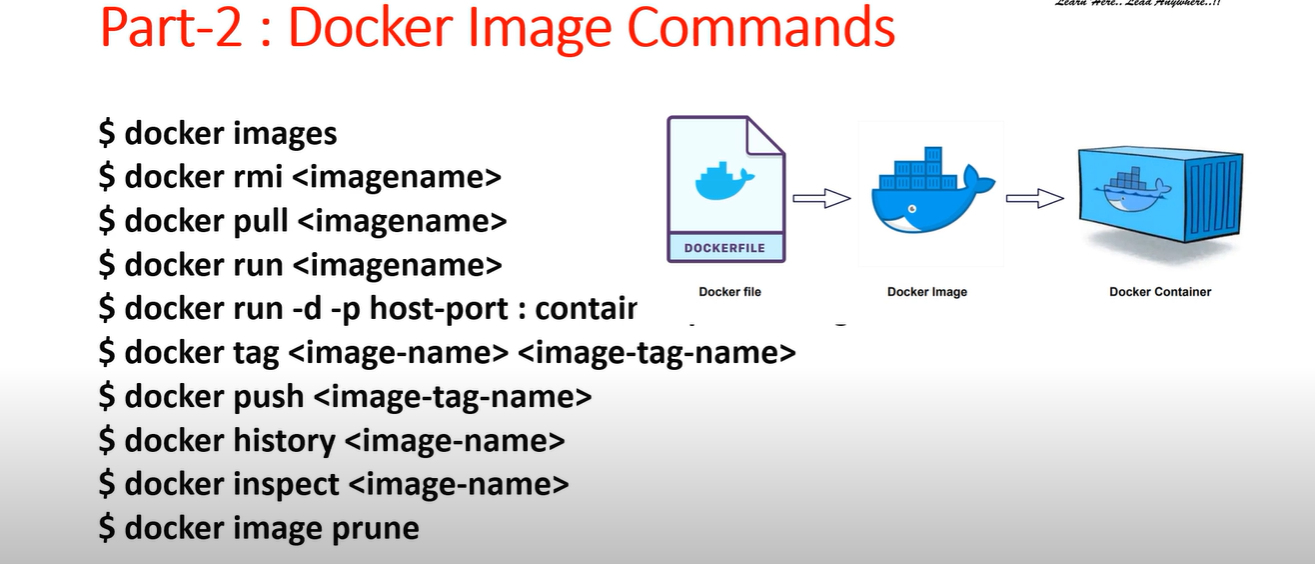 Learn Here.. Lead Anywhere..!!
Part-2 : Docker Image Commands
$ docker images
$ docker rmi <imagename>
$ docker pull <imagename>
$ docker run <imagename>
$ docker run -d -p host-port :
$ docker tag <image-name> <image-tag-name>
$ docker push <image-tag-name>
$ docker history <image-name>
$ docker inspect <image-name>
$ docker image prune
DOCKERFILE
Docker file
Docker Image
Docker Container